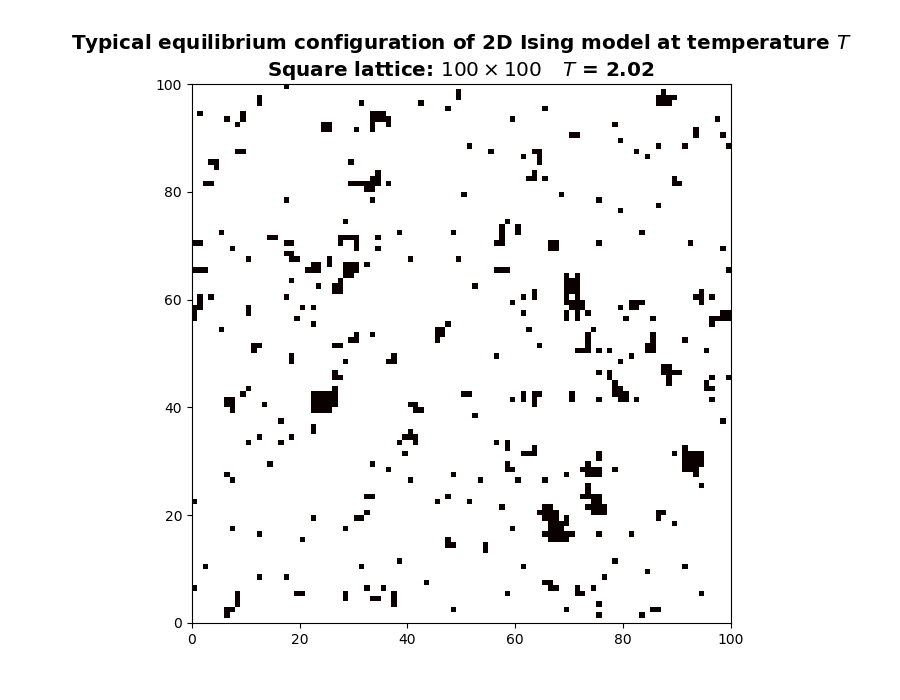 Typical equilibrium configuration of 2D Ising model at temperature T
Square lattice: 100 × 100 T = 2.02
100
80
60
40
20
0
0 20 40 60 80 100